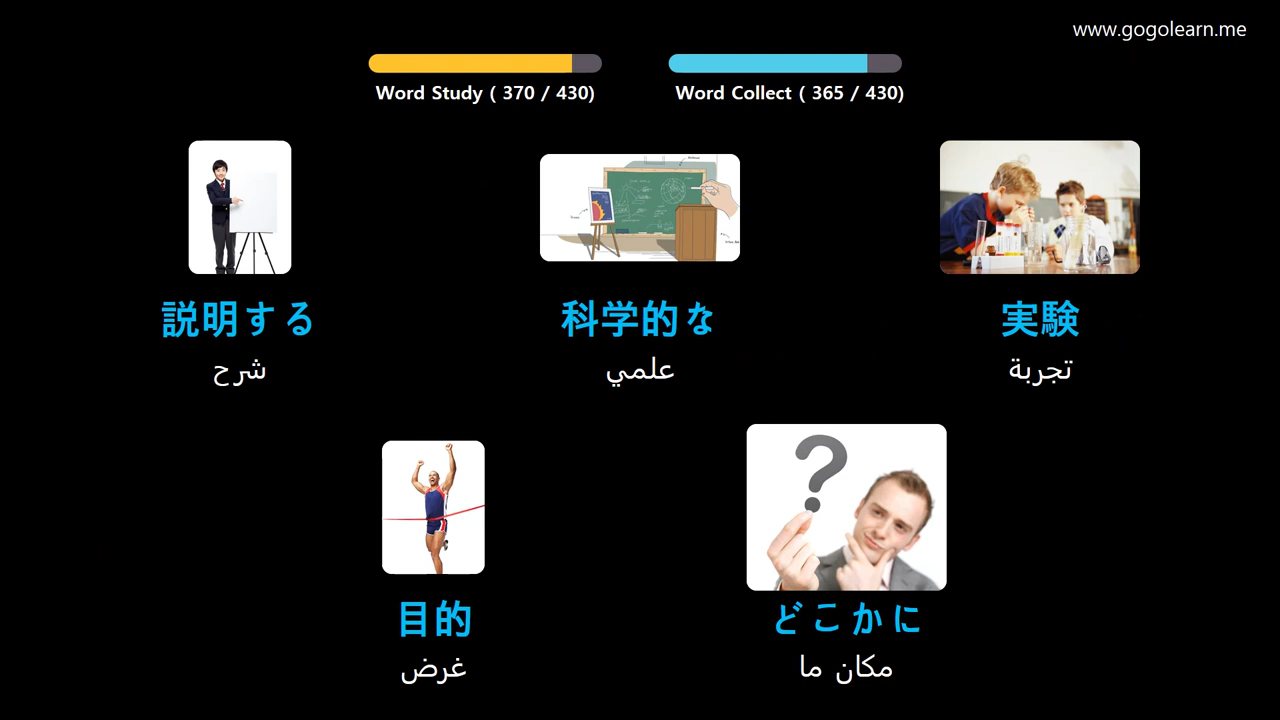 www.gogolearn.me
Word Study ( 370 / 430)
Word Collect ( 365 / 430)
説明する
شرح
科学的な
علمي
実験
تجربة
目的
غرض
どこかに
مكان ما